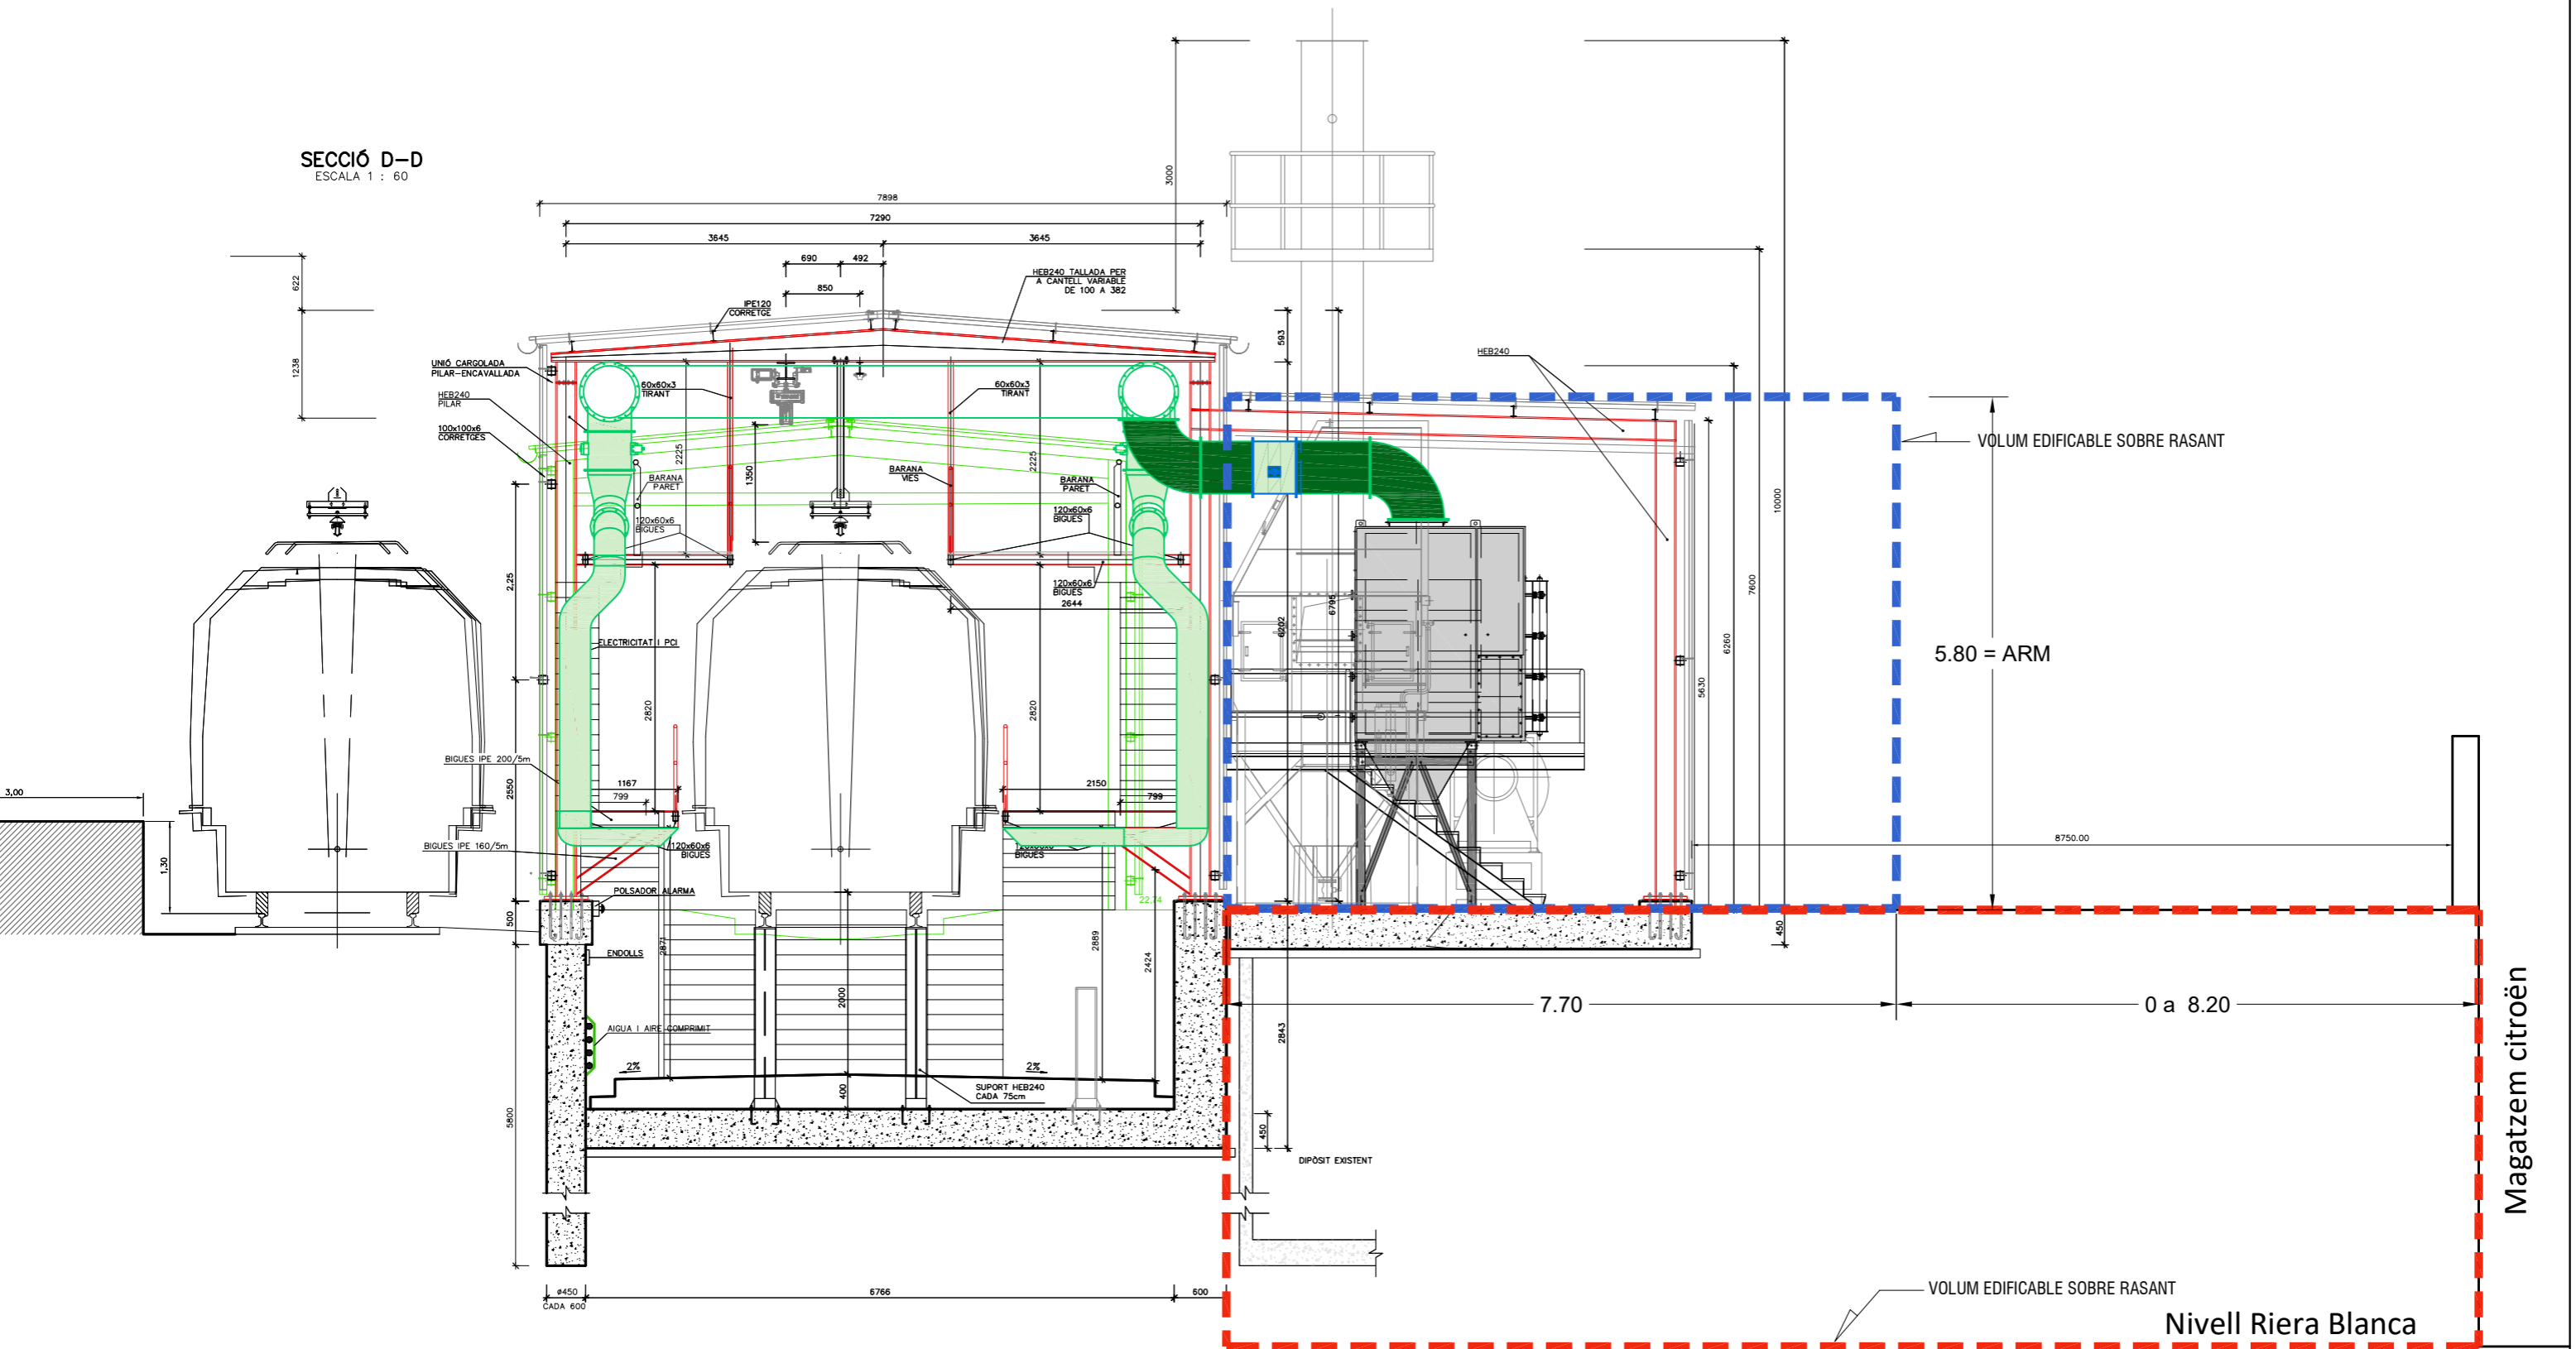 SECCIÓ D-D
ESCALA 1 : 60
3000
7898
7290
3645
3645
690
492
850
622
1238
HEB240 TALLADA PER
A CANTELL VARIABLE
DE 100 A 382
IPE120
CORRETGE
593
HEB240
UNIÓ CARGOLADA
PILAR-ENCAVALLADA
HEB240
PILAR
100x100x6
CORRETGES
60x60x3
TIRANT
60x60x3
TIRANT
2225
1350
2225
BARANA
PARET
BARANA
VIES
BARANA
PARET
120x60x6
BIGUES
120x60x6
BIGUES
120x60x6
BIGUES
2644
VOLUM EDIFICABLE SOBRE RASANT
10000
7600
6260
5630
6795
6202
5.80 = ARM
2,25
2550
ELECTRICITAT I PCI
2820
2820
BIGUES IPE 200/5m
1167
799
2150
799
3,00
1,30
8750.00
BIGUES IPE 160/5m
120x60x6
BIGUES
120x60x6
BIGUES
POLSADOR ALARMA
22,74
500
450
ENDOLLS
2871
2889
2424
2000
7.70
0 a 8.20
AIGUA I AIRE COMPRIMIT
2843
2%
2%
400
SUPORT HEB240
CADA 75cm
5800
450
DIPÒSIT EXISTENT
Magatzem citroën
ø450
CADA 600
6766
600
VOLUM EDIFICABLE SOBRE RASANT
Nivell Riera Blanca